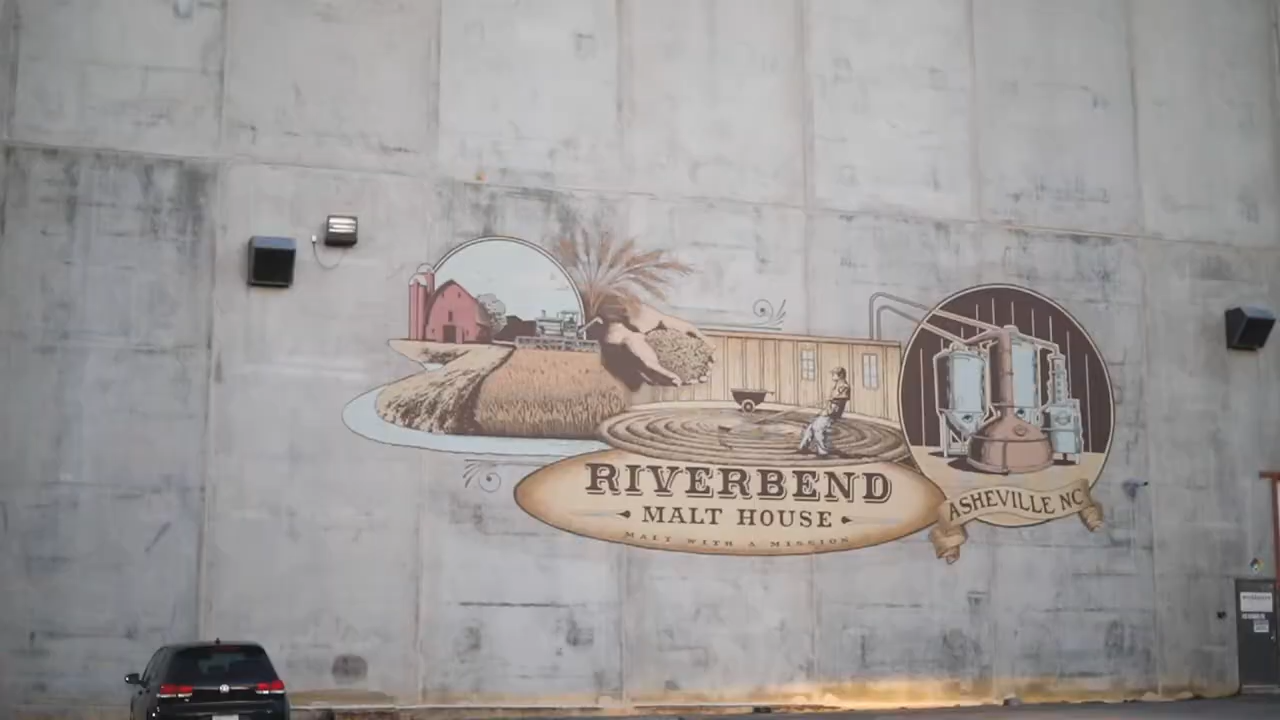 RIVERBEND
MALT HOUSE
MALT WITH A MISSION
ASHEVILLE NC